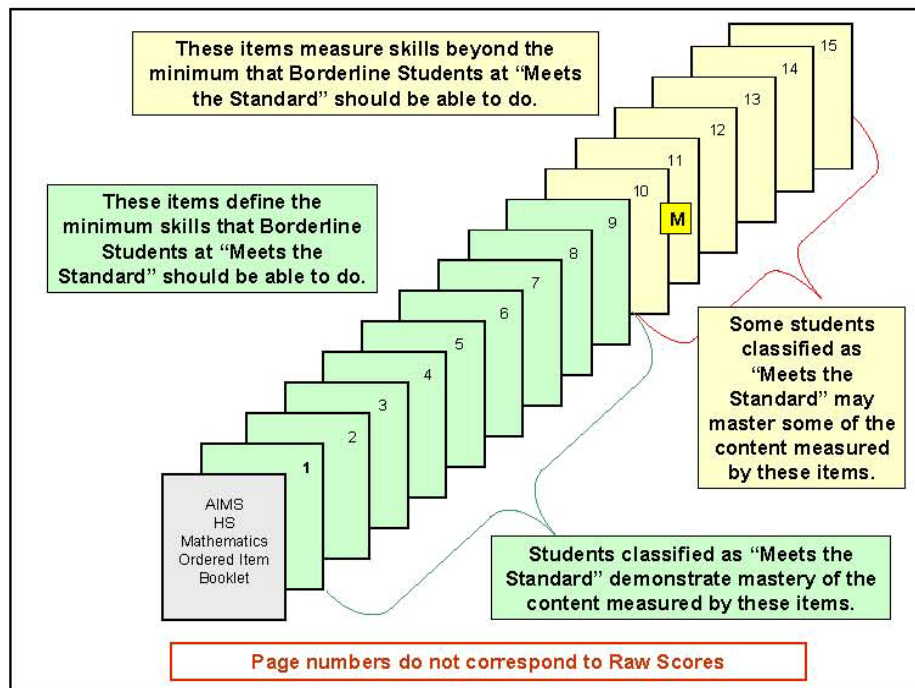 These items measure skills beyond the
minimum that Borderline Students at “Meets
the Standard” should be able to do.
15
14
13
12
11
10
M
These items define the
minimum skills that Borderline
Students at “Meets the
Standard” should be able to do.
9
8
7
6
5
4
3
2
1
Some students
classified as
“Meets the
Standard” may
master some of the
content measured
by these items.
AIMS
HS
Mathematics
Ordered Item
Booklet
Students classified as “Meets the
Standard” demonstrate mastery of the
content measured by these items.
Page numbers do not correspond to Raw Scores